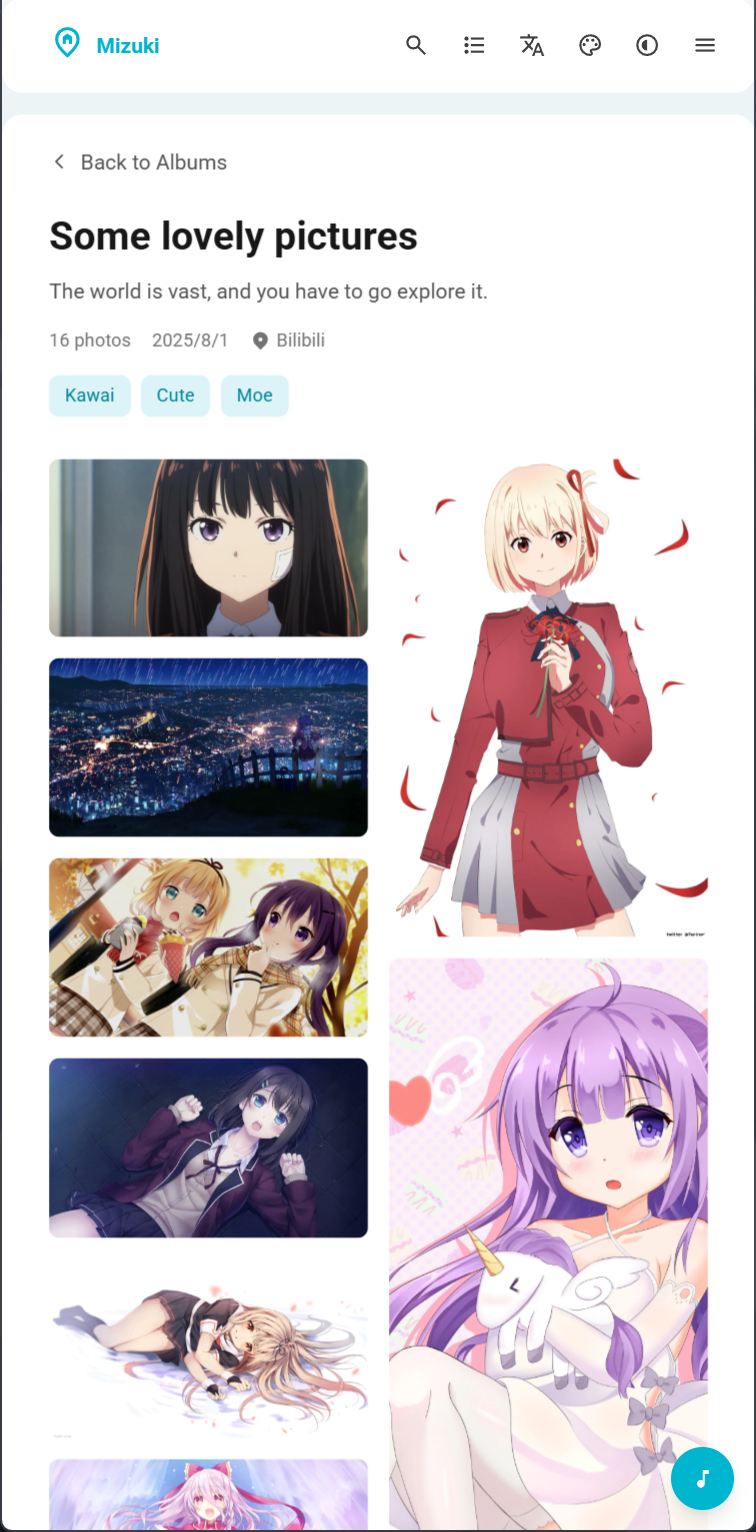 Mizuki
Back to Albums
Some lovely pictures
The world is vast, and you have to go explore it.
16 photos 2025/8/1 Bilibili
Kawai Cute Moe